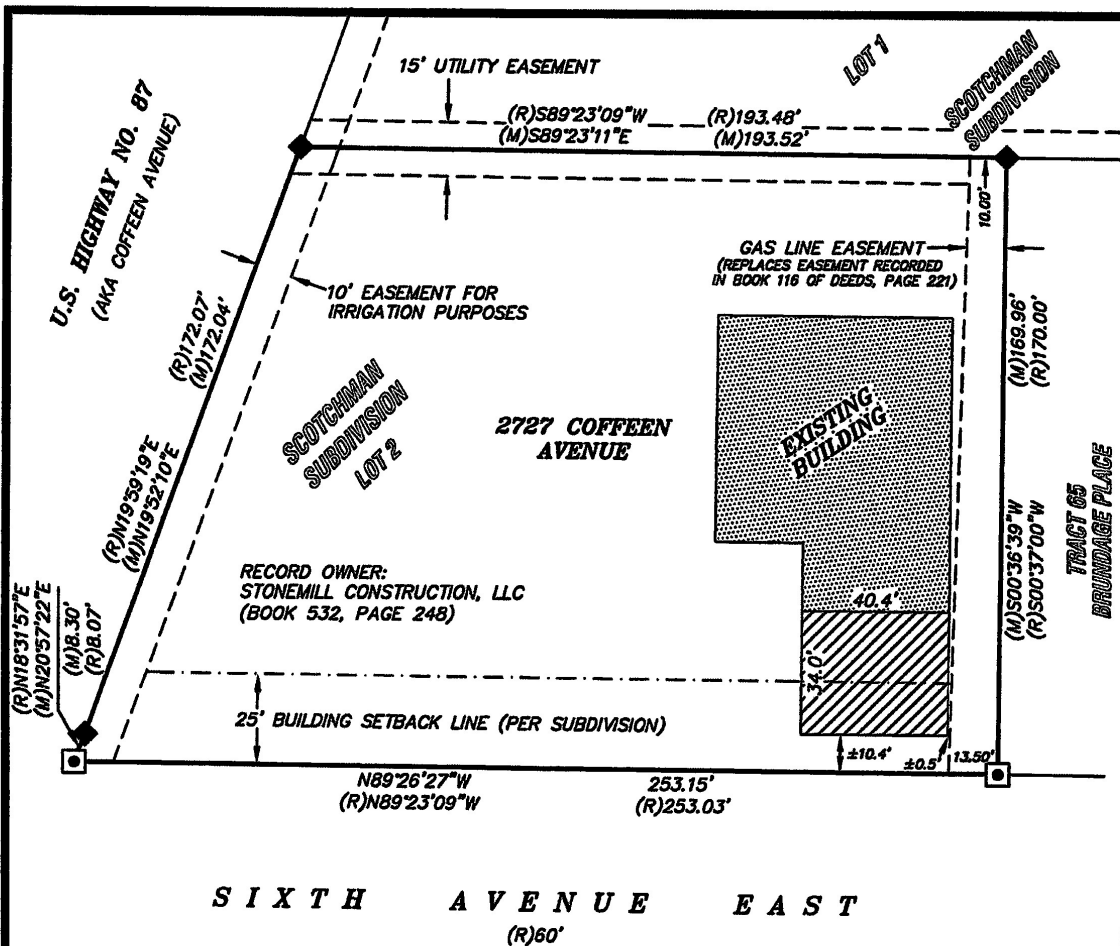 15' UTILITY EASEMENT
LOT 1
SCOTCHMAN
SUBDIVISION
(R)S89°23'09"W (R)193.48'
(M)S89°23'11"E (M)193.52'
U.S. HIGHWAY NO. 87
(AKA COFFEEN AVENUE)
10.00'
GAS LINE EASEMENT
(REPLACES EASEMENT RECORDED
IN BOOK 116 OF DEEDS, PAGE 221)
10' EASEMENT FOR
IRRIGATION PURPOSES
(R)172.07'
(M)172.04'
(M)169.96'
(R)170.00'
SCOTCHMAN
SUBDIVISION
LOT 2
2727 COFFEEN
AVENUE
EXISTING
BUILDING
(R)N19°59'19"E
(M)N19°52'10"E
(M)S00°36'39"W
(R)S00°37'00"W
TRACT 65
BRUNDAGE PLACE
RECORD OWNER:
STONEMILL CONSTRUCTION, LLC
(BOOK 532, PAGE 248)
40.4'
34.0'
(R)N18°31'57"E
(M)N20°57'22"E
(M)8.30'
(R)8.07'
25' BUILDING SETBACK LINE (PER SUBDIVISION)
±10.4'
±0.5'
13.50'
N89°26'27"W 253.15'
(R)N89°23'09"W (R)253.03'
SIXTH AVENUE EAST
(R)60'